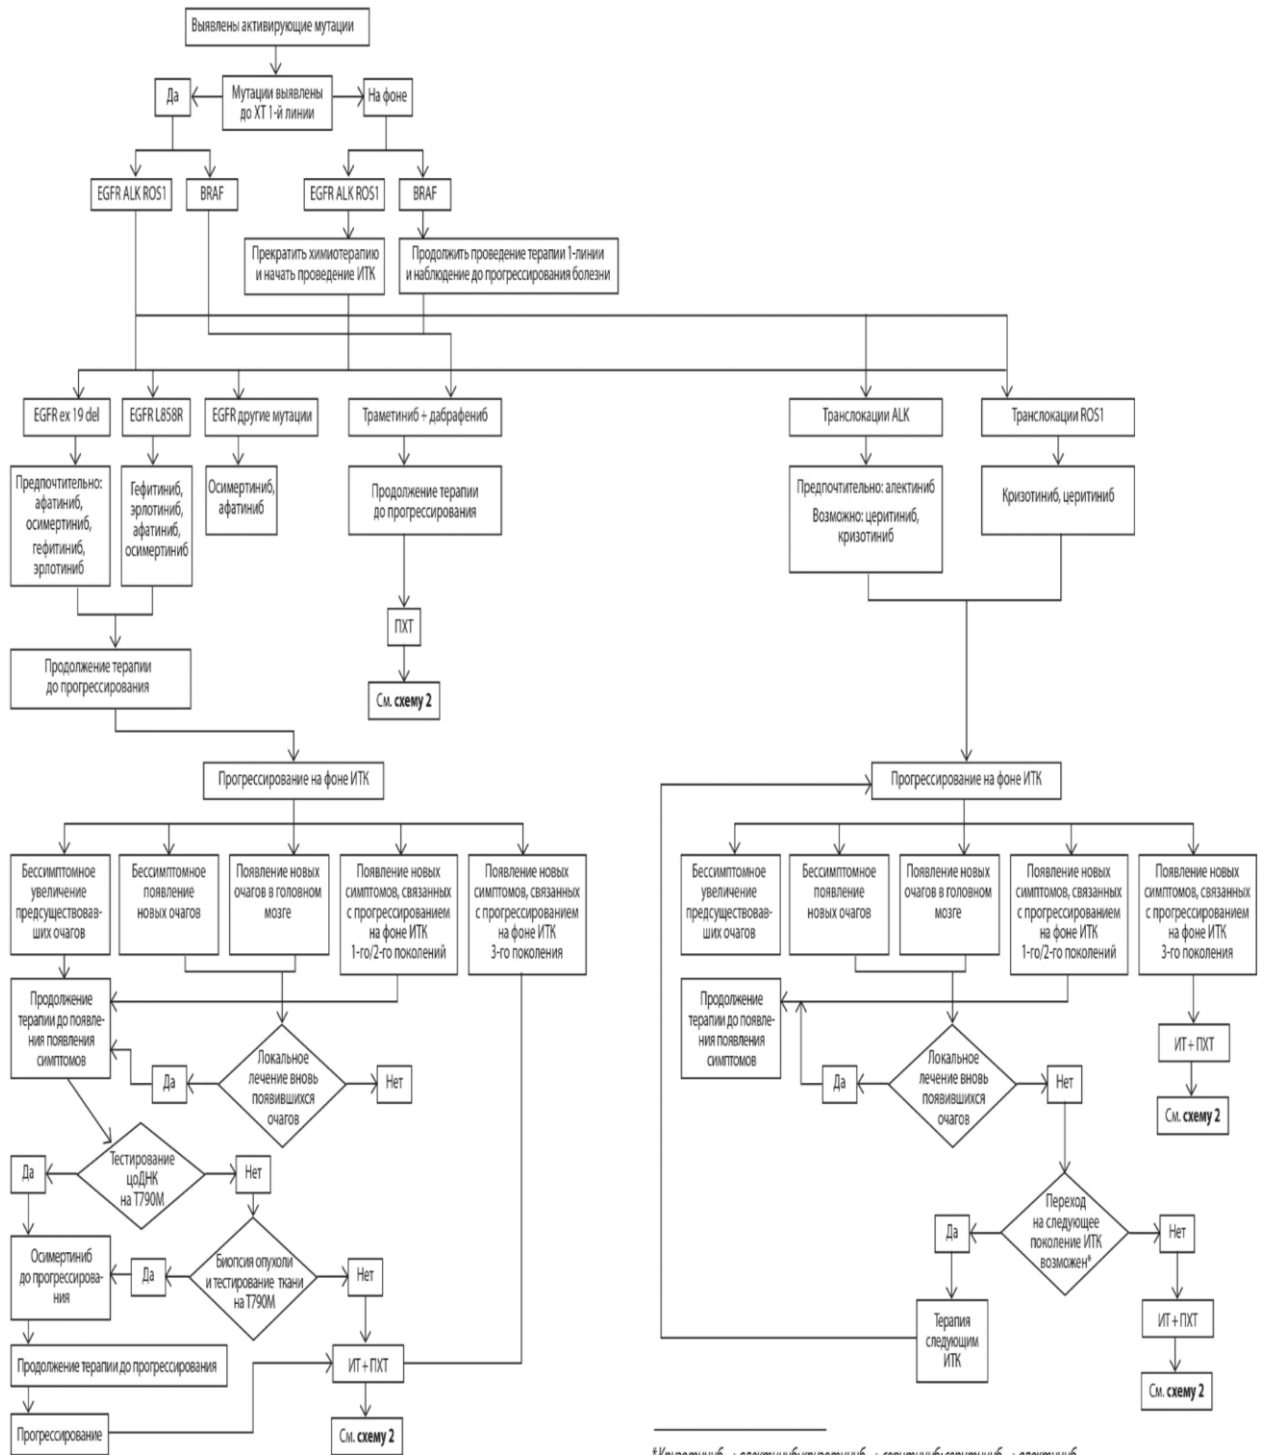 Выявлены активирующие мутации
Да
Мутации выявлены
до ХТ 1-й линии
На фоне
EGFR ALK ROS1
BRAF
EGFR ALK ROS1
BRAF
Прекратить химиотерапию
и начать проведение ИТК
Продолжить проведение терапии 1-линии
и наблюдение до прогрессирования болезни
EGFR ex 19 del
EGFR L858R
EGFR другие мутации
Траметиниб + дабрафениб
Транслокации ALK
Транслокации ROS1
Предпочтительно:
афатиниб,
осимертиниб,
гефитиниб,
эрлотиниб
Гефитиниб,
эрлотиниб,
афатиниб,
осимертиниб
Осимертиниб,
афатиниб
Продолжение терапии
до прогрессирования
Предпочтительно: алектиниб
Возможно: церитиниб,
кризотиниб
Кризотиниб, церитиниб
ПХТ
См. схему 2
Продолжение терапии
до прогрессирования
Прогрессирование на фоне ИТК
Бессимптомное
увеличение
предсуществовав-
ших очагов
Бессимптомное
появление
новых очагов
Появление новых
очагов в головном
мозге
Появление новых
симптомов, связанных
с прогрессированием
на фоне ИТК
1-го/2-го поколений
Появление новых
симптомов, связанных
с прогрессированием
на фоне ИТК
3-го поколения
Продолжение
терапии до появле-
ния появления
симптомов
Да
Локальное
лечение вновь
появившихся
очагов
Нет
Да
Тестирование
цоДНК
на T790M
Нет
Осимертиниб
до прогрессирова-
ния
Да
Биопсия опухоли
и тестирование ткани
на T790M
Нет
Продолжение терапии до прогрессирования
ИТ + ПХТ
Прогрессирование
См. схему 2
Прогрессирование на фоне ИТК
Бессимптомное
увеличение
предсуществовав-
ших очагов
Бессимптомное
появление
новых очагов
Появление новых
очагов в головном
мозге
Появление новых
симптомов, связанных
с прогрессированием
на фоне ИТК
1-го/2-го поколений
Появление новых
симптомов, связанных
с прогрессированием
на фоне ИТК
3-го поколения
Продолжение
терапии до появле-
ния появления
симптомов
Да
Локальное
лечение вновь
появившихся
очагов
Нет
ИТ + ПХТ
См. схему 2
Да
Переход
на следующее
поколение ИТК
возможен*
Нет
Терапия
следующим
ИТК
ИТ + ПХТ
См. схему 2